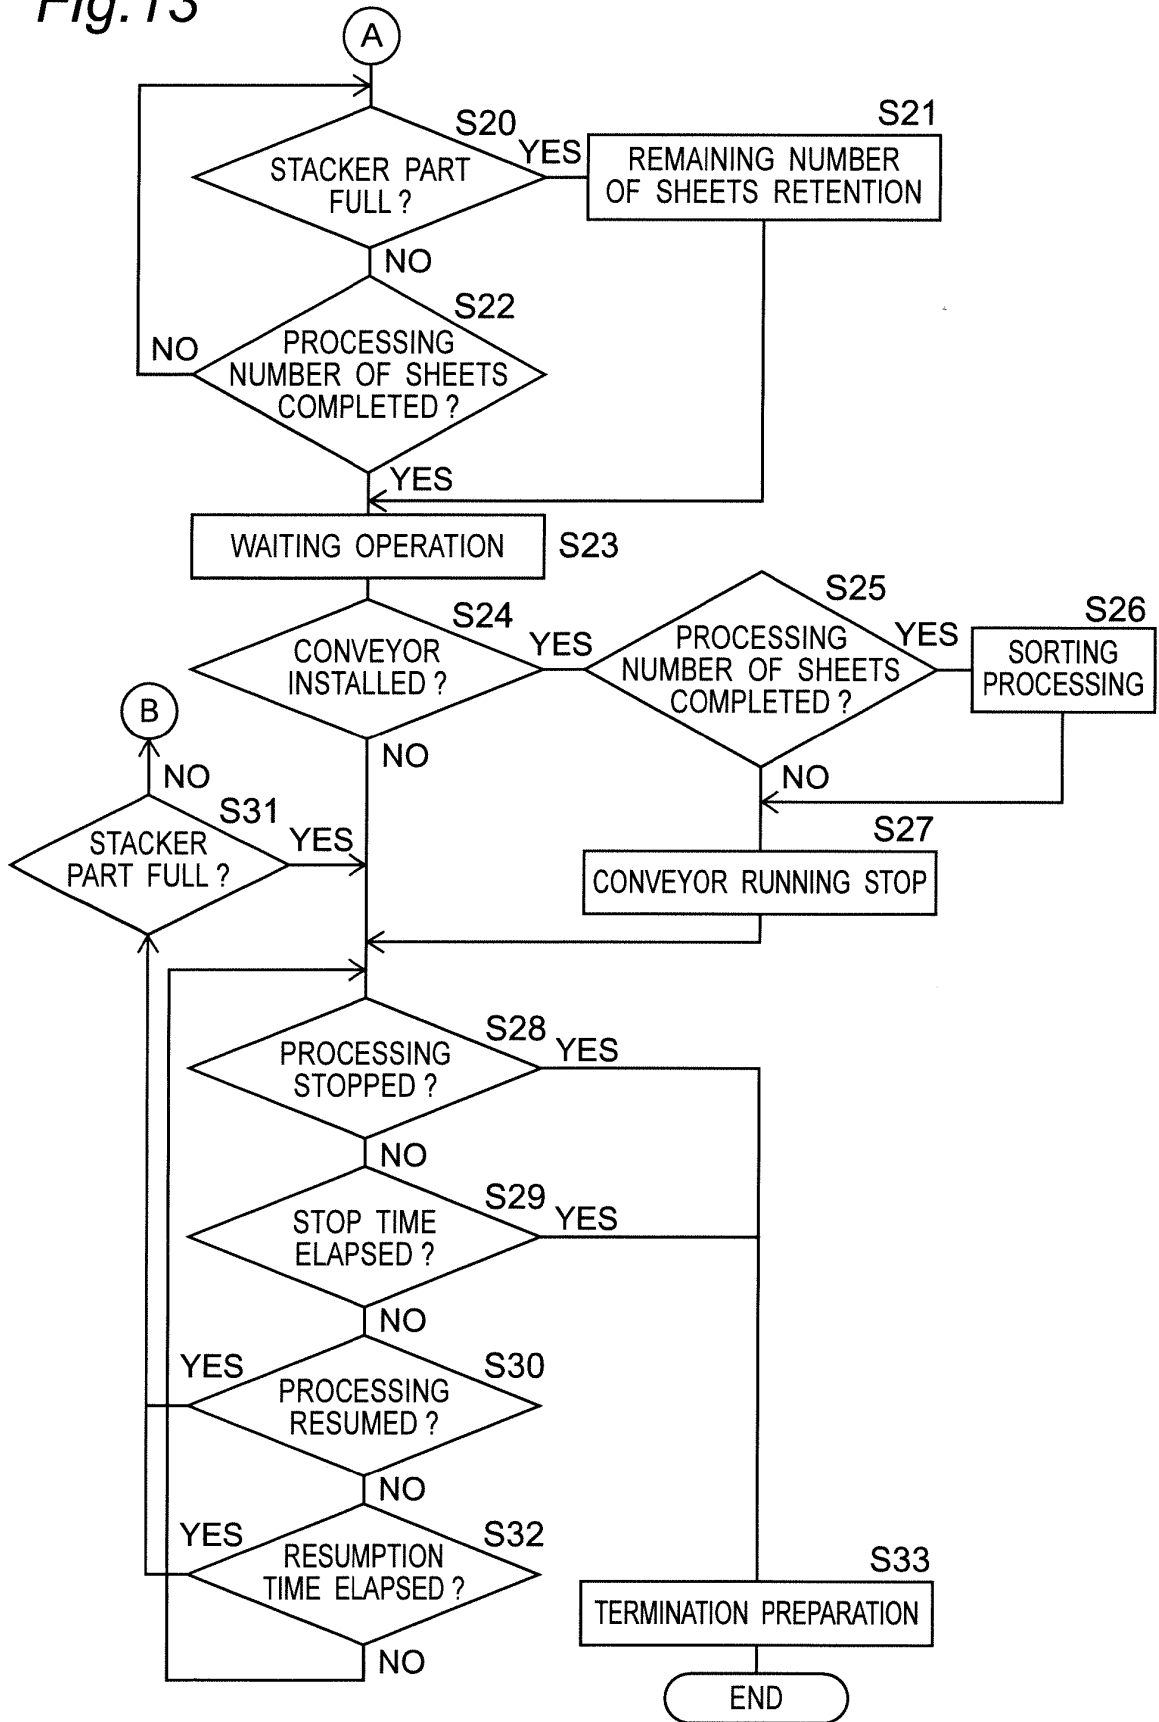 Fig.13
A
S20
STACKER PART
FULL?
YES
S21
REMAINING NUMBER
OF SHEETS RETENTION
NO
S22
PROCESSING
NUMBER OF SHEETS
COMPLETED?
NO
YES
WAITING OPERATION
S23
S24
CONVEYOR
INSTALLED?
YES
S25
PROCESSING
NUMBER OF SHEETS
COMPLETED?
YES
S26
SORTING
PROCESSING
B
NO
NO
NO
S31
STACKER
PART FULL?
YES
S27
CONVEYOR RUNNING STOP
S28
PROCESSING
STOPPED?
YES
NO
S29
STOP TIME
ELAPSED?
YES
NO
YES
S30
PROCESSING
RESUMED?
NO
YES
S32
RESUMPTION
TIME ELAPSED?
NO
S33
TERMINATION PREPARATION
END